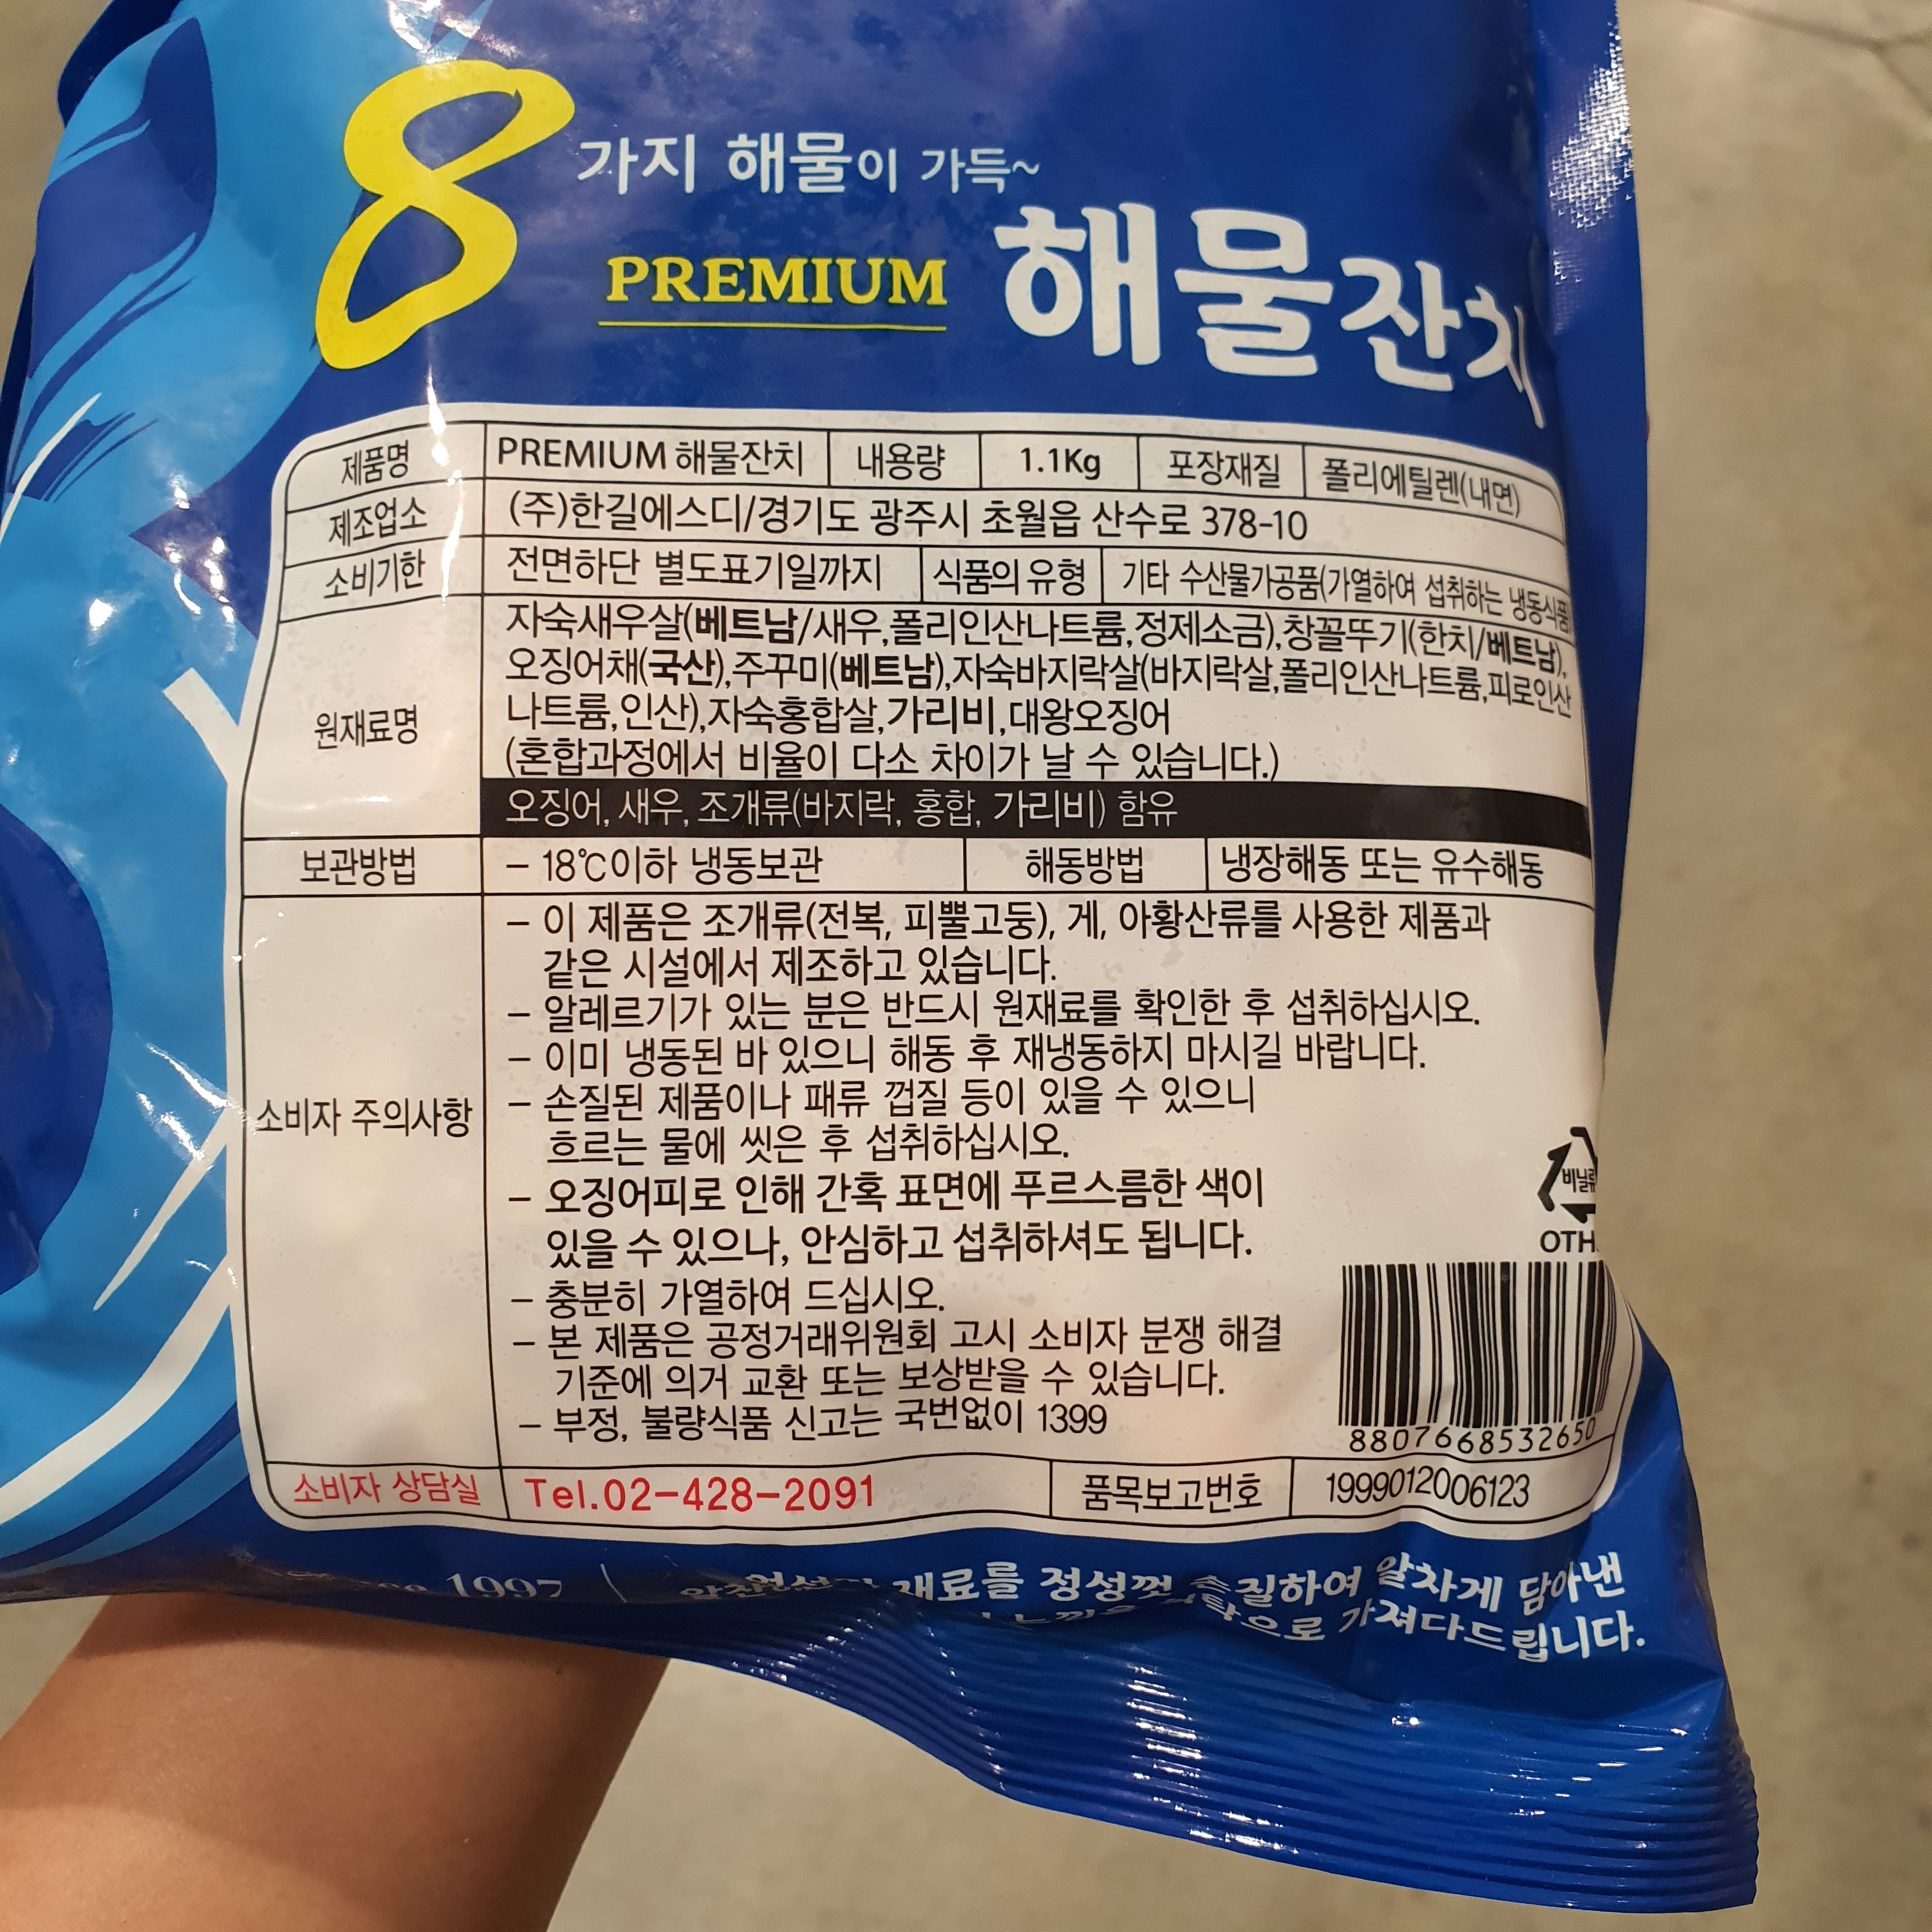 8가지 해물이 가득~
PREMIUM 해물잔치
제품명 PREMIUM 해물잔치 내용량 1.1Kg 포장재질 폴리에틸렌(내면)
제조업소 (주)한길에스디/경기도 광주시 초월읍 산수로 378-10
소비기한 전면하단 별도표기일까지 식품의 유형 기타 수산물가공품(가열하여 섭취하는 냉동식품
원재료명
자숙새우살(베트남/새우,폴리인산나트륨,정제소금),창꼴뚜기(한치/베트남),
오징어채(국산),주꾸미(베트남),자숙바지락살(바지락살,폴리인산나트륨,피로인산
나트륨,인산),자숙홍합살,가리비,대왕오징어
(혼합과정에서 비율이 다소 차이가 날 수 있습니다.)
오징어, 새우, 조개류(바지락, 홍합, 가리비) 함유
보관방법 – 18℃이하 냉동보관 해동방법 냉장해동 또는 유수해동
소비자 주의사항
– 이 제품은 조개류(전복, 피뿔고둥), 게, 아황산류를 사용한 제품과
같은 시설에서 제조하고 있습니다.
– 알레르기가 있는 분은 반드시 원재료를 확인한 후 섭취하십시오.
– 이미 냉동된 바 있으니 해동 후 재냉동하지 마시길 바랍니다.
– 손질된 제품이나 패류 껍질 등이 있을 수 있으니
흐르는 물에 씻은 후 섭취하십시오.
– 오징어피로 인해 간혹 표면에 푸르스름한 색이
있을 수 있으나, 안심하고 섭취하셔도 됩니다.
– 충분히 가열하여 드십시오.
– 본 제품은 공정거래위원회 고시 소비자 분쟁 해결
기준에 의거 교환 또는 보상받을 수 있습니다.
– 부정, 불량식품 신고는 국번없이 1399
비닐류
OTH
8807668532650
소비자 상담실 Tel.02-428-2091 품목보고번호 1999012006123
1997
재료를 정성껏 손질하여 알차게 담아낸
가져다드립니다.